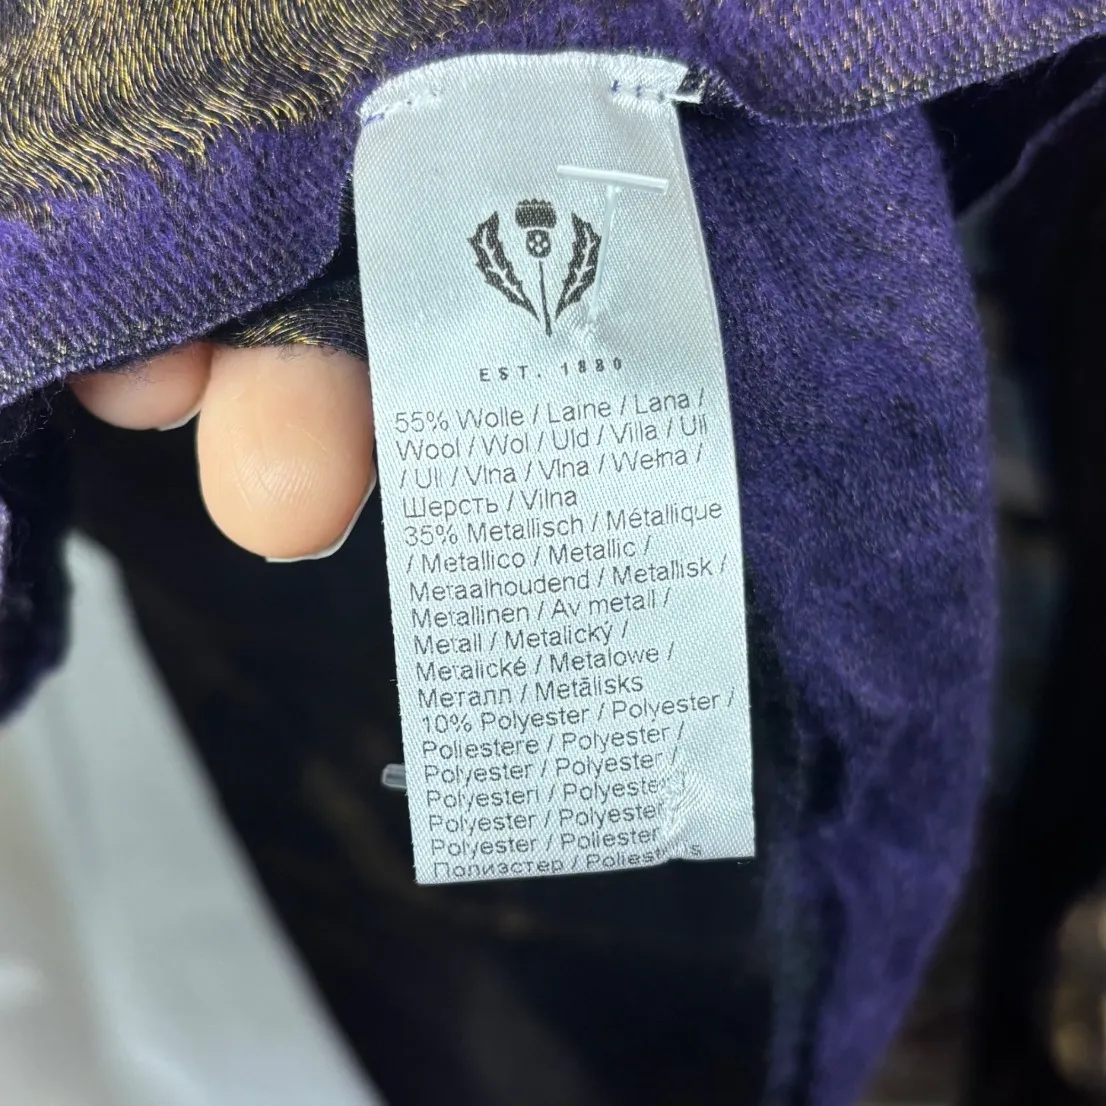 EST. 1880
55% Wolle / Laine / Lana /
Wool / Wol / Uld / Villa / Ull
/ Ull / Vlna / Vlna / Wełna /
Шерсть / Vilna
35% Metallisch / Métallique
/ Metallico / Metallic /
Metaalhoudend / Metallisk /
Metallinen / Av metall /
Metall / Metalický /
Metalické / Metalowe /
Металл / Metālisks
10% Polyester / Polyester /
Poliestere / Polyester /
Polyester / Polyester /
Polyesteri / Polyester
Polyester / Polyester
Polyester / Poliester
Полиэстер / Poliesters